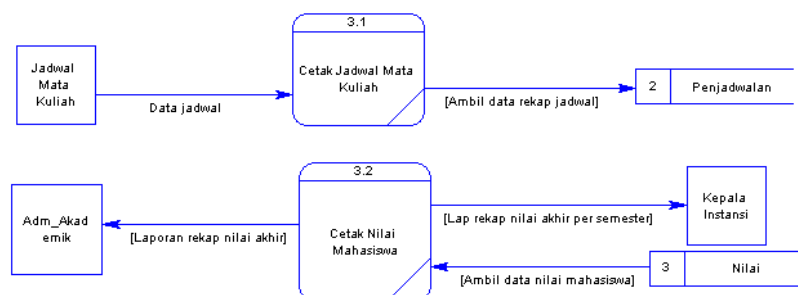 3.1
Jadwal
Mata
Kuliah
Data jadwal
Cetak Jadwal Mata
Kuliah
[Ambil data rekap jadwal]
2
Penjadwalan
3.2
Adm_Akad
emik
[Laporan rekap nilai akhir]
Cetak Nilai
Mahasiswa
[Lap rekap nilai akhir per semester]
Kepala
Instansi
[Ambil data nilai mahasiswa]
3
Nilai